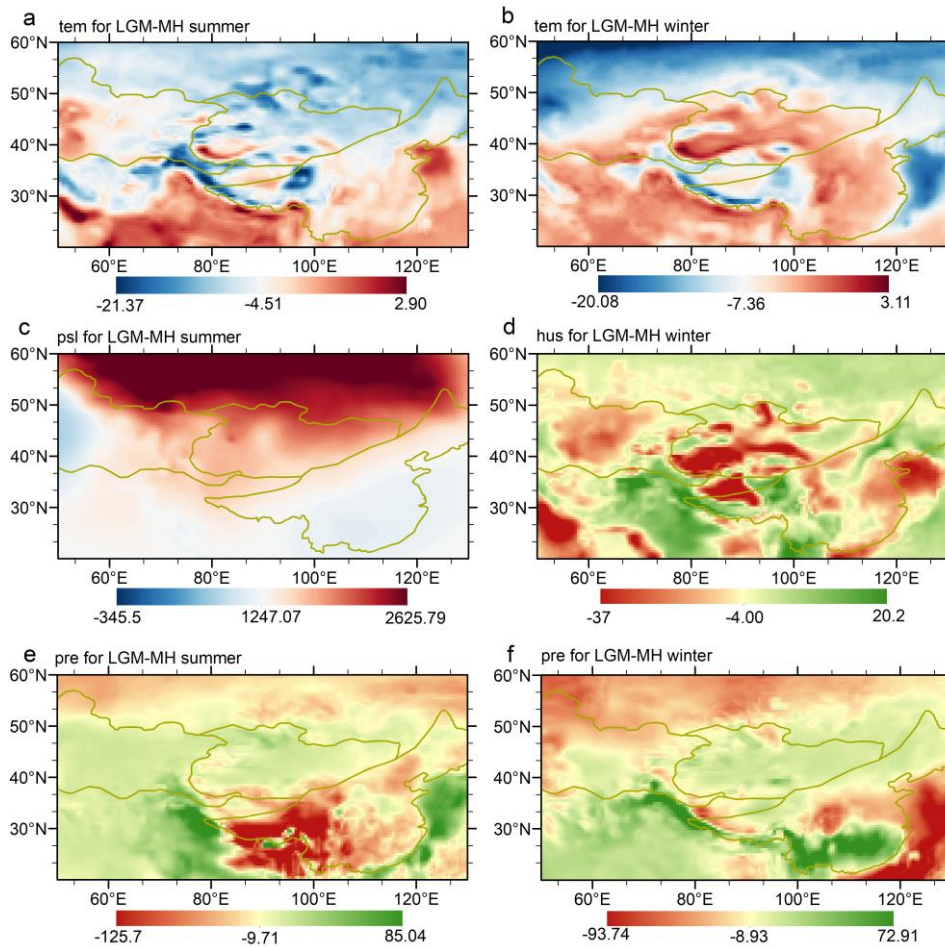 a
tem for LGM-MH summer
60°N
50°N
40°N
30°N
60°E 80°E 100°E 120°E
-21.37 -4.51 2.90
b
tem for LGM-MH winter
60°N
50°N
40°N
30°N
60°E 80°E 100°E 120°E
-20.08 -7.36 3.11
c
psl for LGM-MH summer
60°N
50°N
40°N
30°N
60°E 80°E 100°E 120°E
-345.5 1247.07 2625.79
d
hus for LGM-MH winter
60°N
50°N
40°N
30°N
60°E 80°E 100°E 120°E
-37 -4.00 20.2
e
pre for LGM-MH summer
60°N
50°N
40°N
30°N
60°E 80°E 100°E 120°E
-125.7 -9.71 85.04
f
pre for LGM-MH winter
60°N
50°N
40°N
30°N
60°E 80°E 100°E 120°E
-93.74 -8.93 72.91